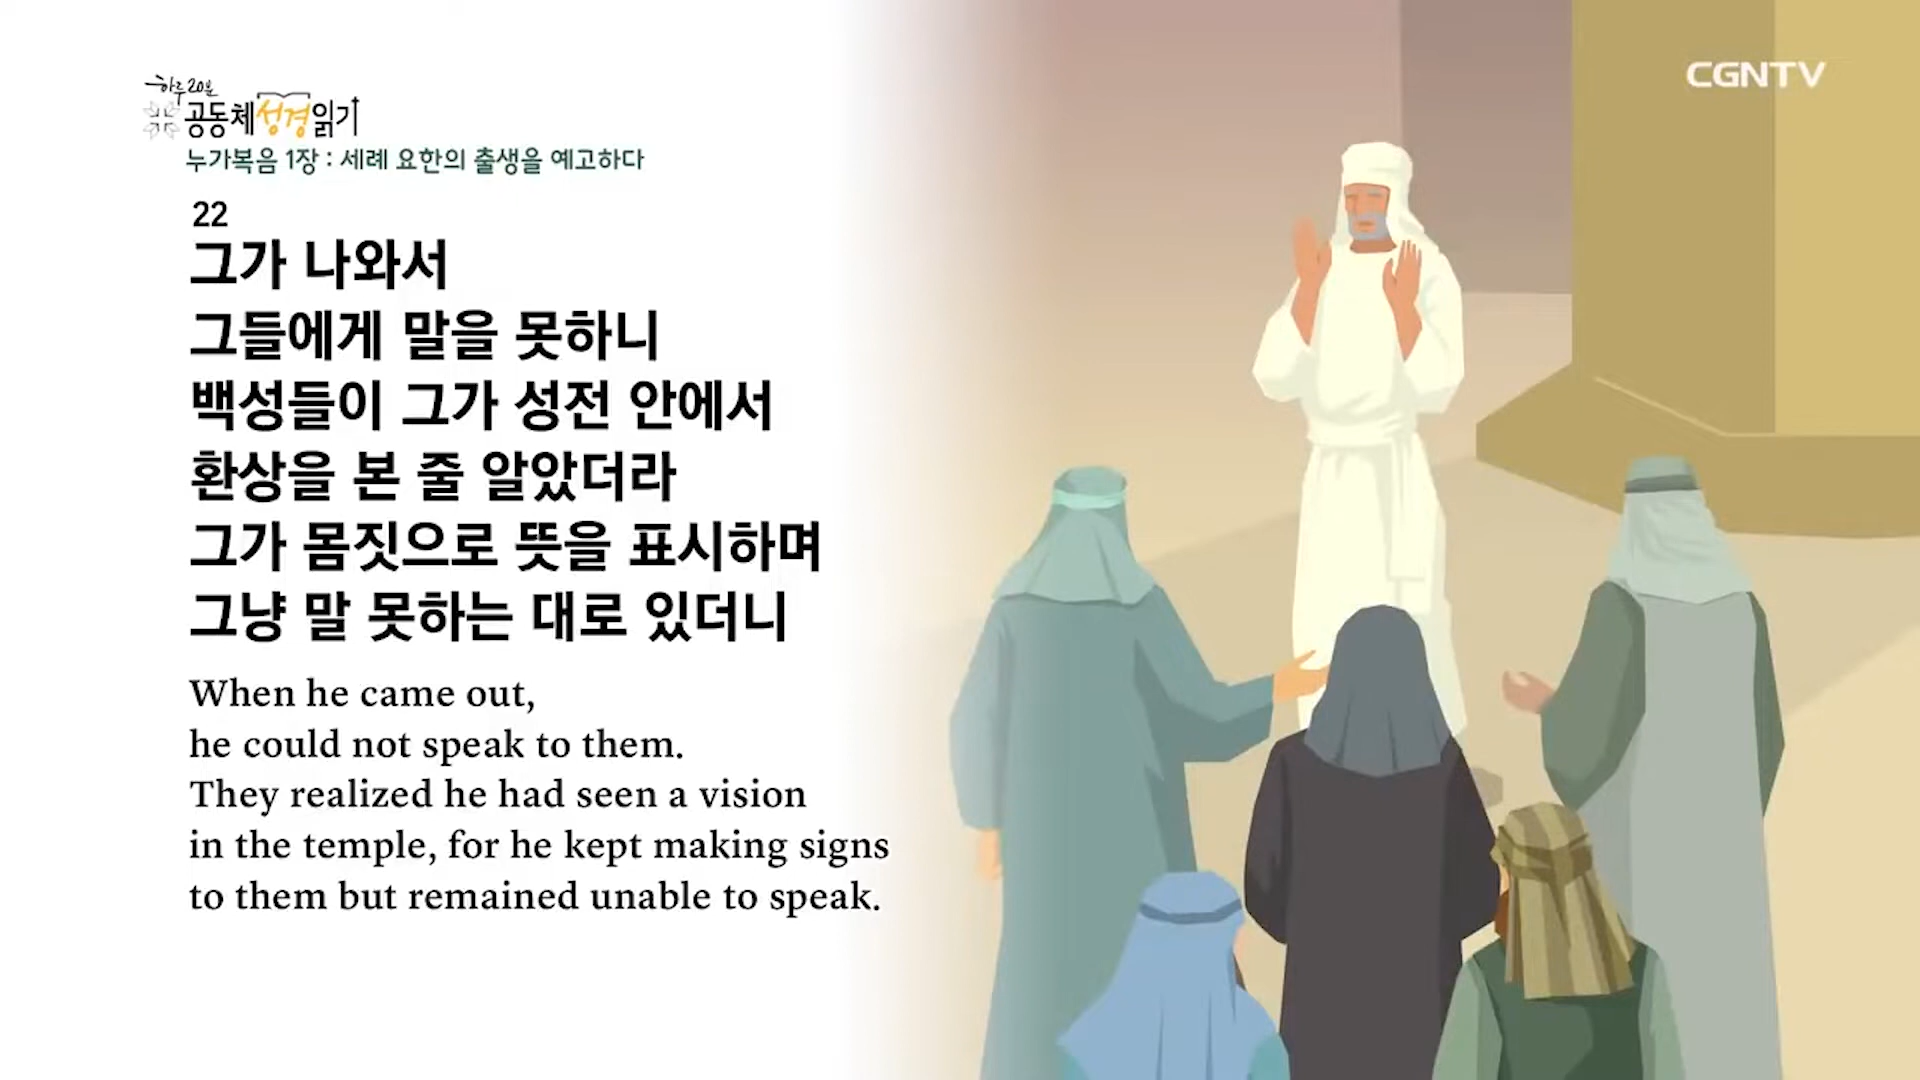 하루 20분
공동체성경읽기
CGNTV
누가복음 1장 : 세례 요한의 출생을 예고하다
22
그가 나와서
그들에게 말을 못하니
백성들이 그가 성전 안에서
환상을 본 줄 알았더라
그가 몸짓으로 뜻을 표시하며
그냥 말 못하는 대로 있더니
When he came out,
he could not speak to them.
They realized he had seen a vision
in the temple, for he kept making signs
to them but remained unable to speak.